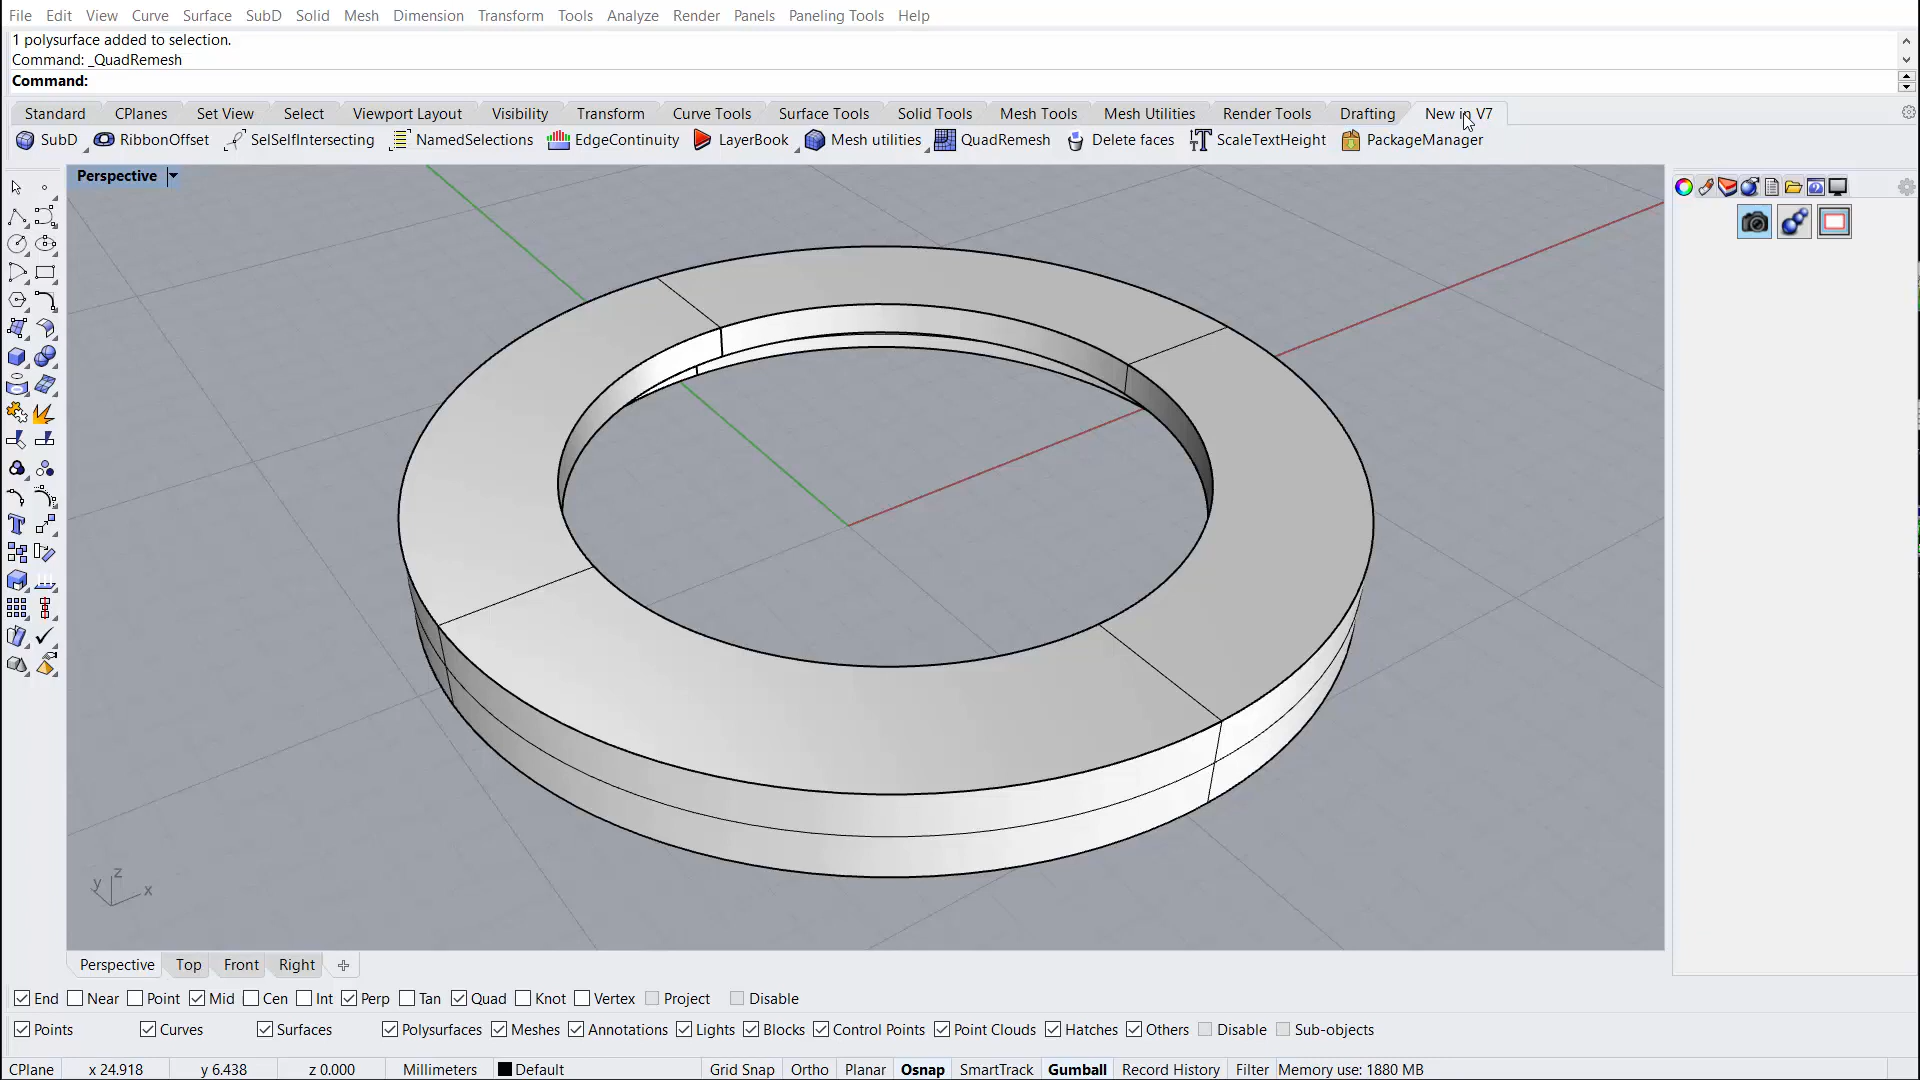 File Edit View Curve Surface SubD Solid Mesh Dimension Transform Tools Analyze Render Panels Paneling Tools Help
1 polysurface added to selection.
Command: _QuadRemesh
Command:
Standard CPlanes Set View Select Viewport Layout Visibility Transform Curve Tools Surface Tools Solid Tools Mesh Tools Mesh Utilities Render Tools Drafting New in V7
SubD RibbonOffset SelSelfIntersecting NamedSelections EdgeContinuity LayerBook Mesh utilities QuadRemesh Delete faces ScaleTextHeight PackageManager
Perspective
z
y x
Perspective Top Front Right
End Near Point Mid Cen Int Perp Tan Quad Knot Vertex Project Disable
Points Curves Surfaces Polysurfaces Meshes Annotations Lights Blocks Control Points Point Clouds Hatches Others Disable Sub-objects
CPlane x 24.918 y 6.438 z 0.000 Millimeters Default Grid Snap Ortho Planar Osnap SmartTrack Gumball Record History Filter Memory use: 1880 MB